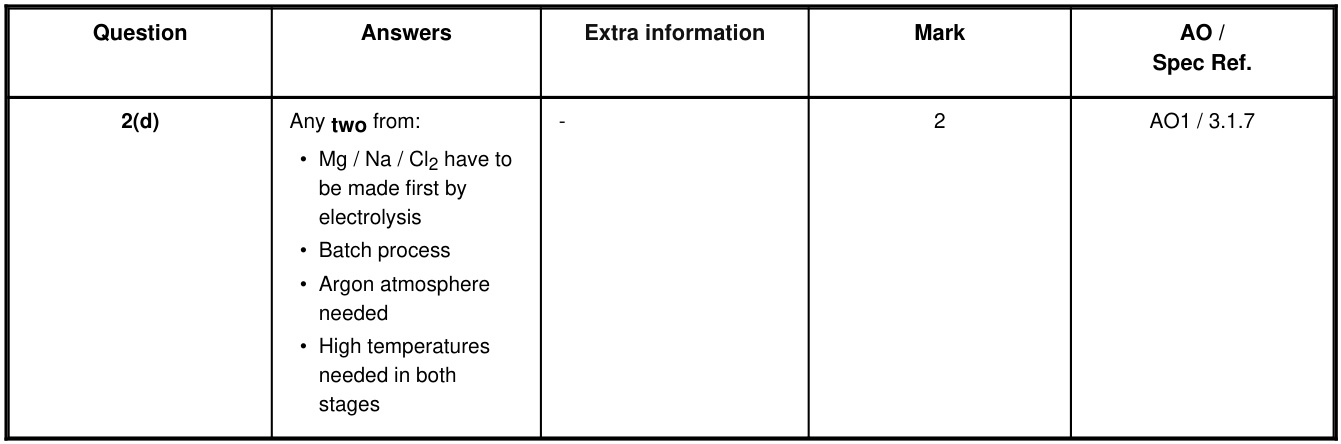 Question Answers Extra information Mark AO /
Spec Ref.
2(d) Any two from: - 2 AO1 / 3.1.7
• Mg / Na / Cl2 have to
be made first by
electrolysis
• Batch process
• Argon atmosphere
needed
• High temperatures
needed in both
stages